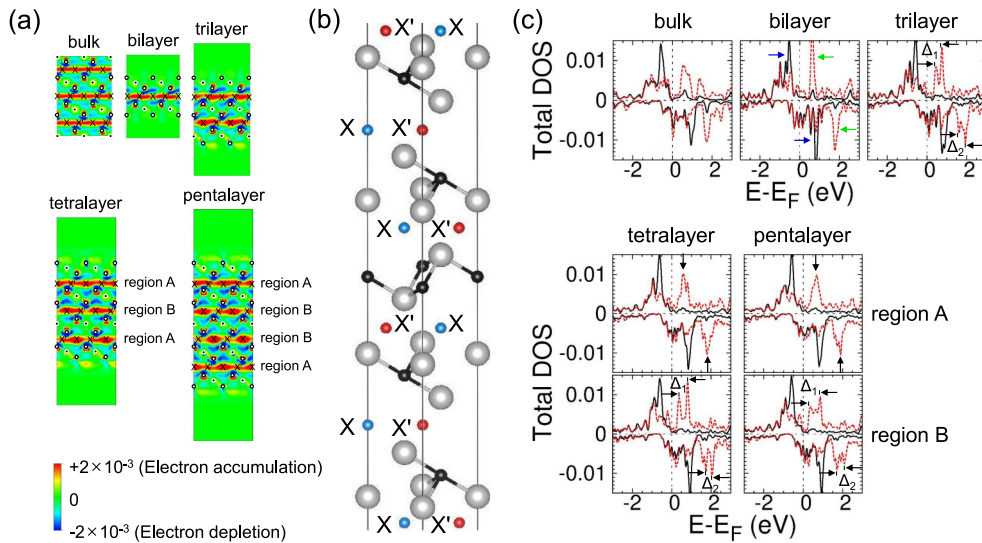 (a)
bulk
bilayer
trilayer
tetralayer
pentalayer
region A
region B
region A
region A
region B
region B
region A
+2×10⁻³ (Electron accumulation)
0
-2×10⁻³ (Electron depletion)
(b)
X' X
X X'
X X'
X' X
X X'
X X'
(c)
bulk bilayer trilayer
Total DOS
0.01
0
-0.01
Δ₁
Δ₂
-2 0 2
-2 0 2
-2 0 2
E-E_F (eV)
tetralayer pentalayer
Total DOS
0.01
0
-0.01
region A
0.01
0
-0.01
Δ₁
Δ₂
Δ₁
Δ₂
region B
-2 0 2
-2 0 2
E-E_F (eV)